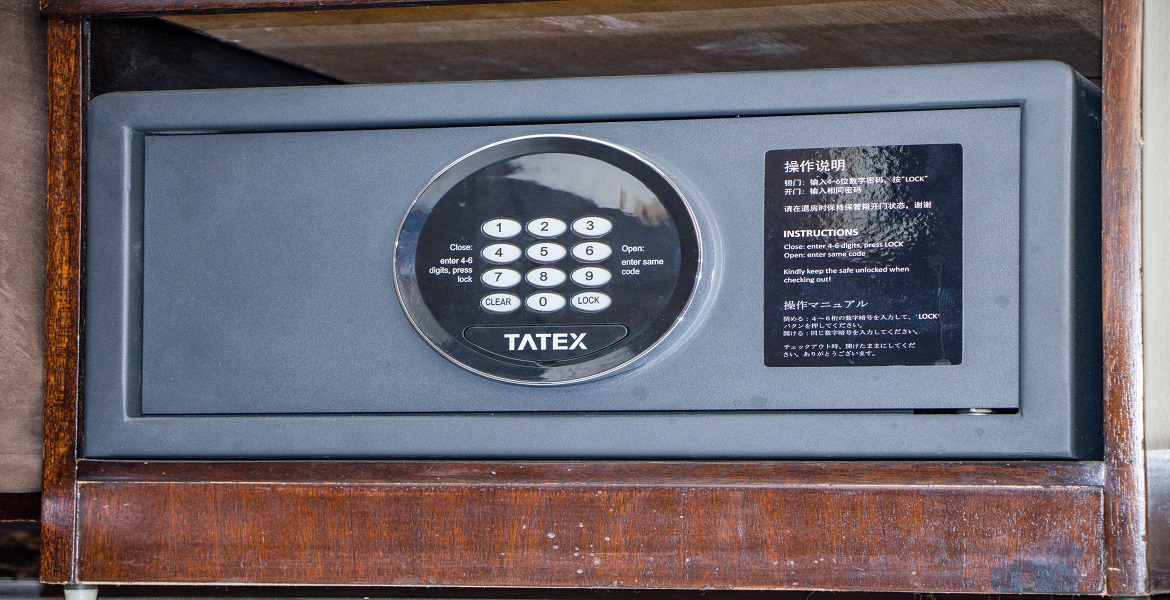 1 2 3
4 5 6
7 8 9
CLEAR 0 LOCK
Close:
enter 4-6
digits, press
lock
Open:
enter same
code
TATEX
操作说明
锁门：输入4-6位数字密码，按"LOCK"
开门：输入相同密码
请在退房时保持保管箱开门状态，谢谢
INSTRUCTIONS
Close: enter 4-6 digits, press LOCK
Open: enter same code
Kindly keep the safe unlocked when
checking out!
操作マニュアル
閉める：４〜６桁の数字暗号を入力して、'LOCK'
バタンを押してください。
開ける：同じ数字暗号を入力してください。
チェックアウト時、開けたままにしてくだ
さい。ありがとうございます。